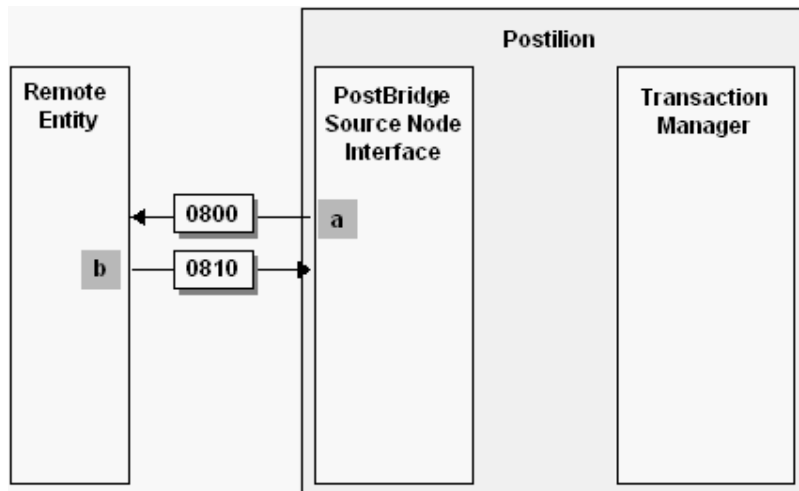 Postilion
Remote
Entity
PostBridge
Source Node
Interface
Transaction
Manager
0800
a
b
0810